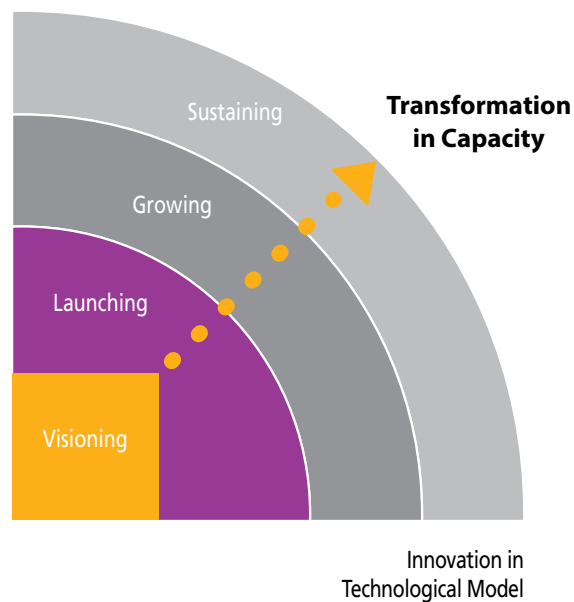 Sustaining
Transformation
in Capacity
Growing
Launching
Visioning
Innovation in
Technological Model